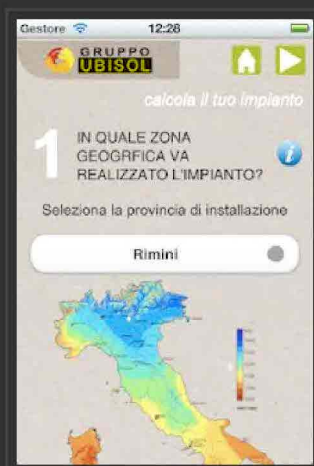 Gestore 12:28
GRUPPO
UBISOL
calcola il tuo impianto
1
IN QUALE ZONA
GEOGRFICA VA
REALIZZATO L'IMPIANTO?
Seleziona la provincia di installazione
Rimini